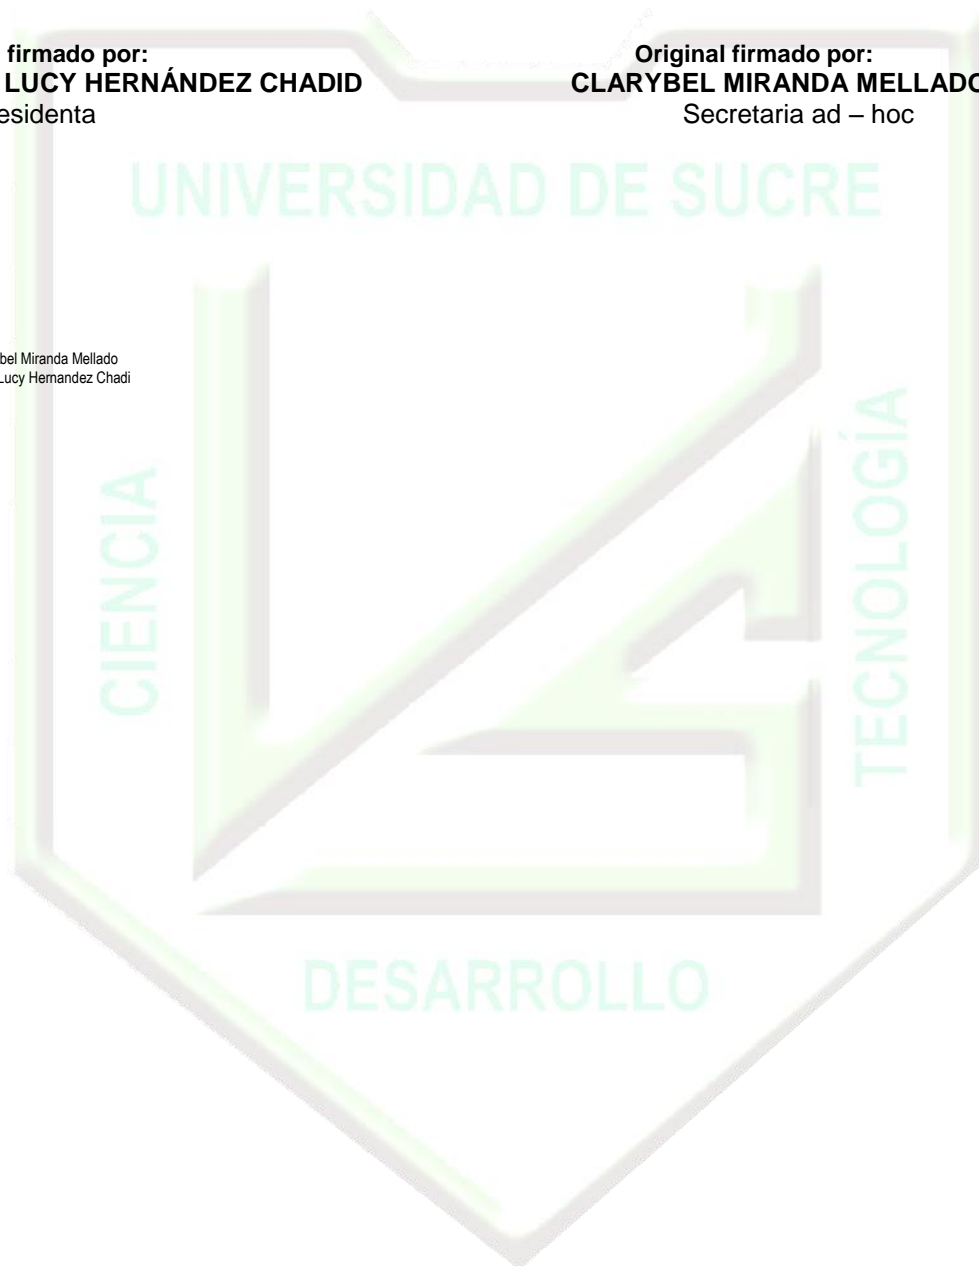 firmado por:
LUCY HERNÁNDEZ CHADID
esidenta
Original firmado por:
CLARYBEL MIRANDA MELLADO
Secretaria ad – hoc
UNIVERSIDAD DE SUCRE
bel Miranda Mellado
Lucy Hernandez Chadi
CIENCIA
TECNOLOGÍA
DESARROLLO